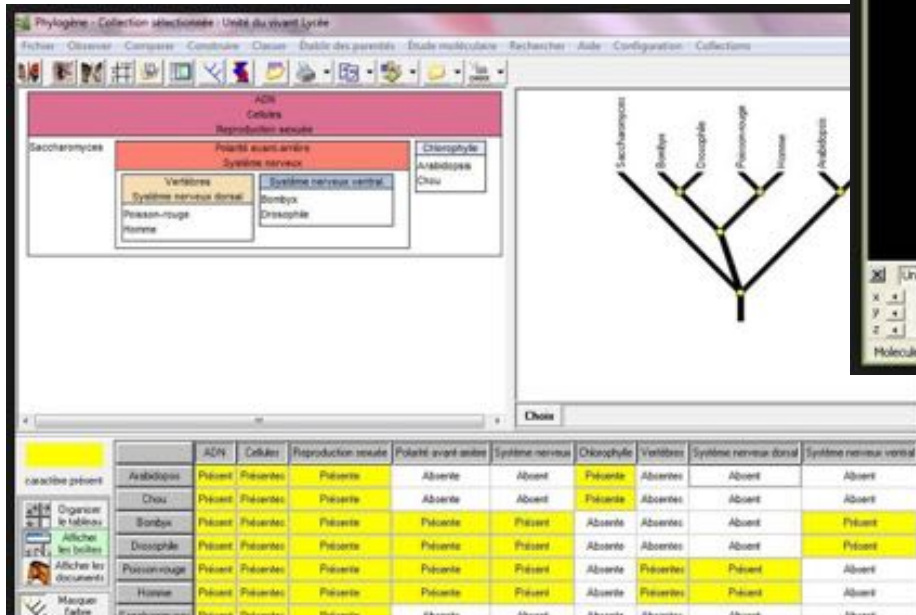 Phylogène - Collection sélectionnée : Unité du vivant Lycée
Fichier Observer Comparer Construire Classer Établir des parentés Étude moléculaire Rechercher Aide Configuration Collections
ADN
Cellules
Reproduction sexuée
Saccharomyces
Polarité avant-arrière
Système nerveux
Vertèbres
Système nerveux dorsal
Poisson-rouge
Homme
Système nerveux ventral
Bombyx
Drosophile
Chlorophylle
Arabidopsis
Chou
Saccharomyces
Bombyx
Drosophile
Poisson-rouge
Homme
Arabidopsis
x
y
z
Choix
caractère présent
Organiser
le tableau
Afficher
les boîtes
Afficher les
documents
Masquer
l'arbre
ADN Cellules Reproduction sexuée Polarité avant-arrière Système nerveux Chlorophylle Vertèbres Système nerveux dorsal Système nerveux ventral
Arabidopsis Présent Présentes Présente Absente Absent Présente Absentes Absent Absent
Chou Présent Présentes Présente Absente Absent Présente Absentes Absent Absent
Bombyx Présent Présentes Présente Présente Présent Absente Absentes Absent Présent
Drosophile Présent Présentes Présente Présente Présent Absente Absentes Absent Présent
Poisson-rouge Présent Présentes Présente Présente Présent Absente Présentes Présent Absent
Homme Présent Présentes Présente Présente Présent Absente Présentes Présent Absent